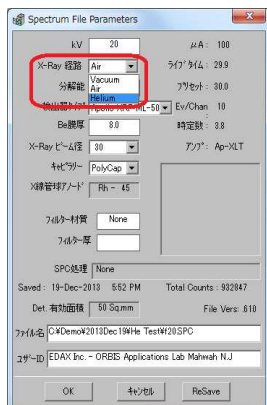 Spectrum File Parameters
kV 20 μA: 100
X-Ray 経路 Air ライブタイム: 29.9
Vacuum
分解能 Air プリセット: 30.0
Helium
ML-50 Ev/Chan 10
Be膜厚 8.0 時定数: 3.8
X-Ray ビーム径 30 アンプ: Ap-XLT
キャピラリー PolyCap
X線管球アノード Rh - 45
フィルター材質 None
フィルター厚
SPC処理 None
Saved: 19-Dec-2013 5:52 PM Total Counts: 932847
Det. 有効面積 50 Sq.mm File Vers: .610
ファイル名 C:¥Demo¥2013Dec19¥He Test¥f20.SPC
ユーザーID EDAX Inc. - ORBIS Applications Lab Mahwah N.J
OK キャンセル ReSave